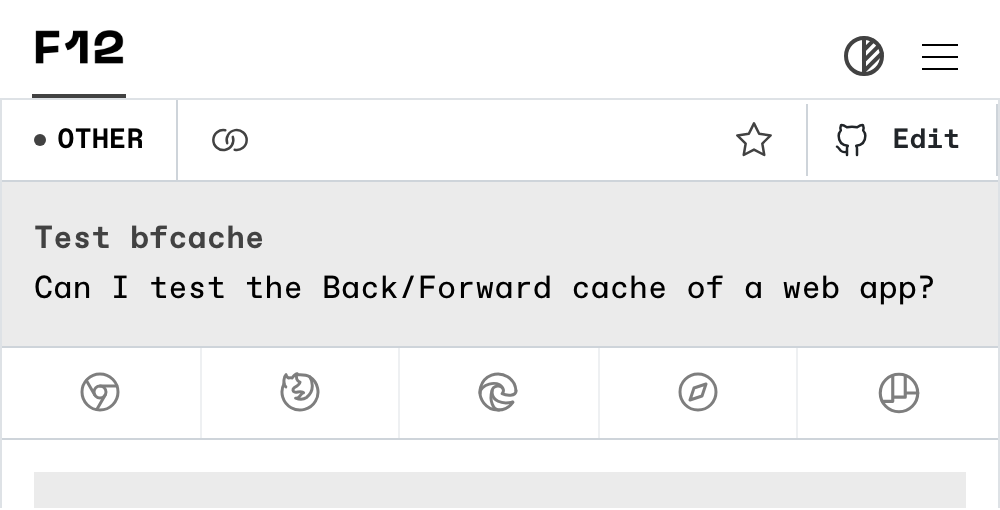 F12
OTHER
Edit
Test bfcache
Can I test the Back/Forward cache of a web app?